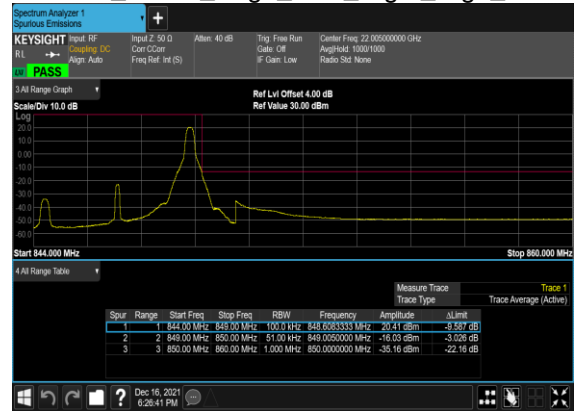 Spectrum Analyzer 1
Spurious Emissions
+
KEYSIGHT Input: RF Input Z: 50 Ω Atten: 40 dB Trig: Free Run Center Freq: 22.005000000 GHz
RL Coupling: DC Corr CCorr Gate: Off Avg|Hold: 1000/1000
Align: Auto Freq Ref: Int (S) IF Gain: Low Radio Std: None
PASS
3 All Range Graph
Ref Lvl Offset 4.00 dB
Scale/Div 10.0 dB Ref Value 30.00 dBm
Log
20.0
10.0
0.00
-10.0
-20.0
-30.0
-40.0
-50.0
-60.0
Start 844.000 MHz Stop 860.000 MHz
4 All Range Table
Measure Trace Trace 1
Trace Type Trace Average (Active)
Spur Range Start Freq Stop Freq RBW Frequency Amplitude ΔLimit
1 1 844.00 MHz 849.00 MHz 100.0 kHz 848.6083333 MHz 20.41 dBm -9.587 dB
2 2 849.00 MHz 850.00 MHz 51.00 kHz 849.0050000 MHz -16.03 dBm -3.026 dB
3 3 850.00 MHz 860.00 MHz 1.000 MHz 850.0000000 MHz -35.16 dBm -22.16 dB
? Dec 16, 2021
6:26:41 PM